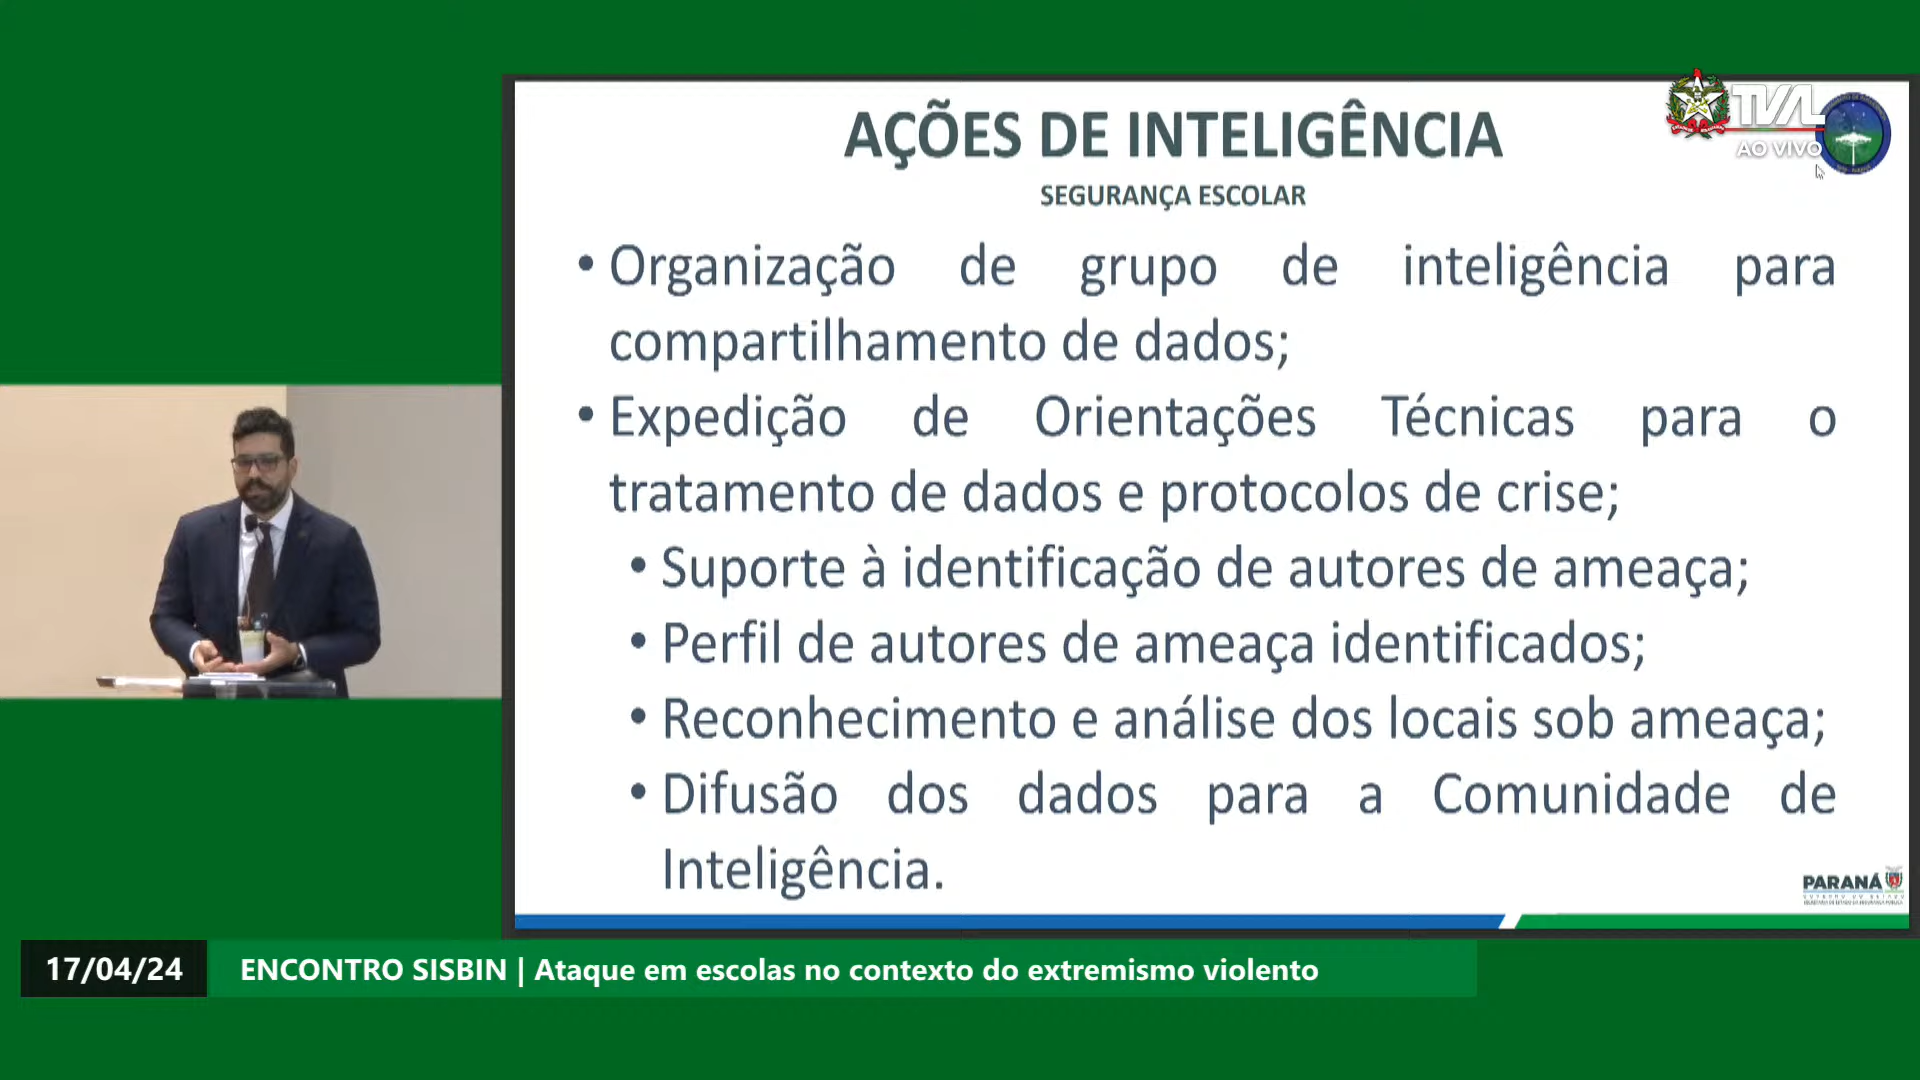 AÇÕES DE INTELIGÊNCIA
SEGURANÇA ESCOLAR
TVAL
AO VIVO
• Organização de grupo de inteligência para
compartilhamento de dados;
• Expedição de Orientações Técnicas para o
tratamento de dados e protocolos de crise;
• Suporte à identificação de autores de ameaça;
• Perfil de autores de ameaça identificados;
• Reconhecimento e análise dos locais sob ameaça;
• Difusão dos dados para a Comunidade de
Inteligência.
PARANÁ
17/04/24
ENCONTRO SISBIN | Ataque em escolas no contexto do extremismo violento